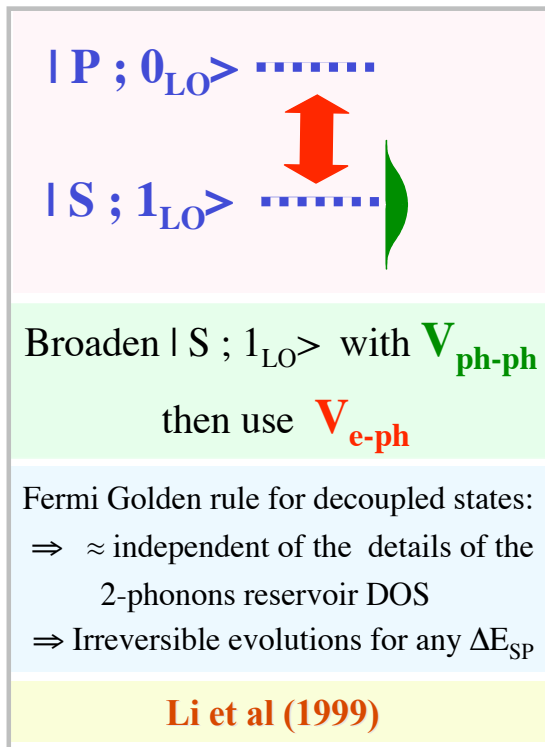 | P ; 0LO>
| S ; 1LO>
Broaden | S ; 1LO> with Vph-ph
then use Ve-ph
Fermi Golden rule for decoupled states:
⇒ ≈ independent of the details of the
2-phonons reservoir DOS
⇒ Irreversible evolutions for any ΔESP
Li et al (1999)